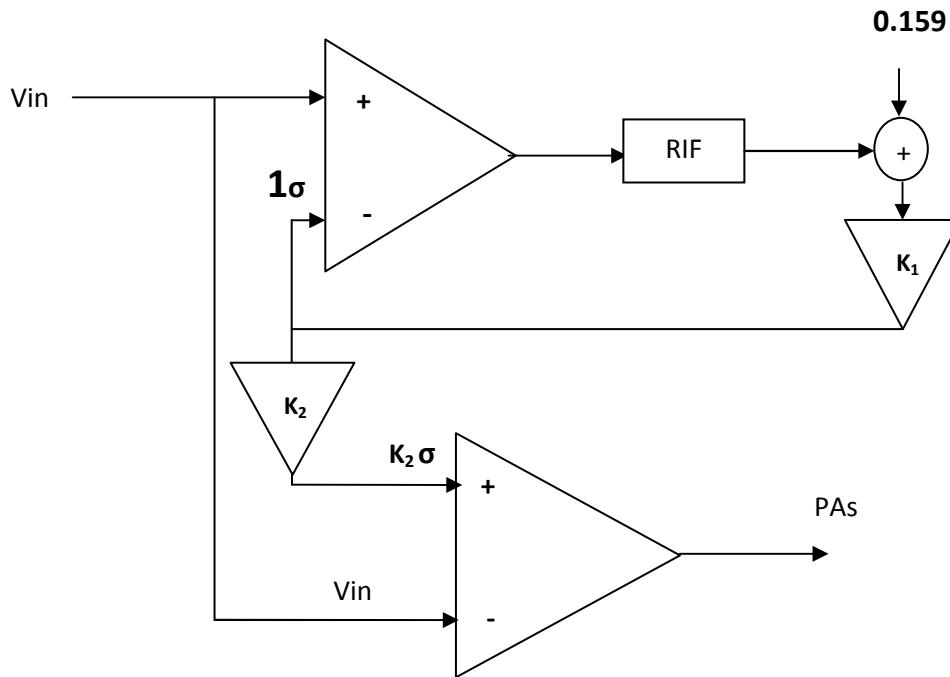 0.159
Vin
+
RIF
+
1σ
-
K₁
K₂
K₂ σ
+
PAs
Vin
-